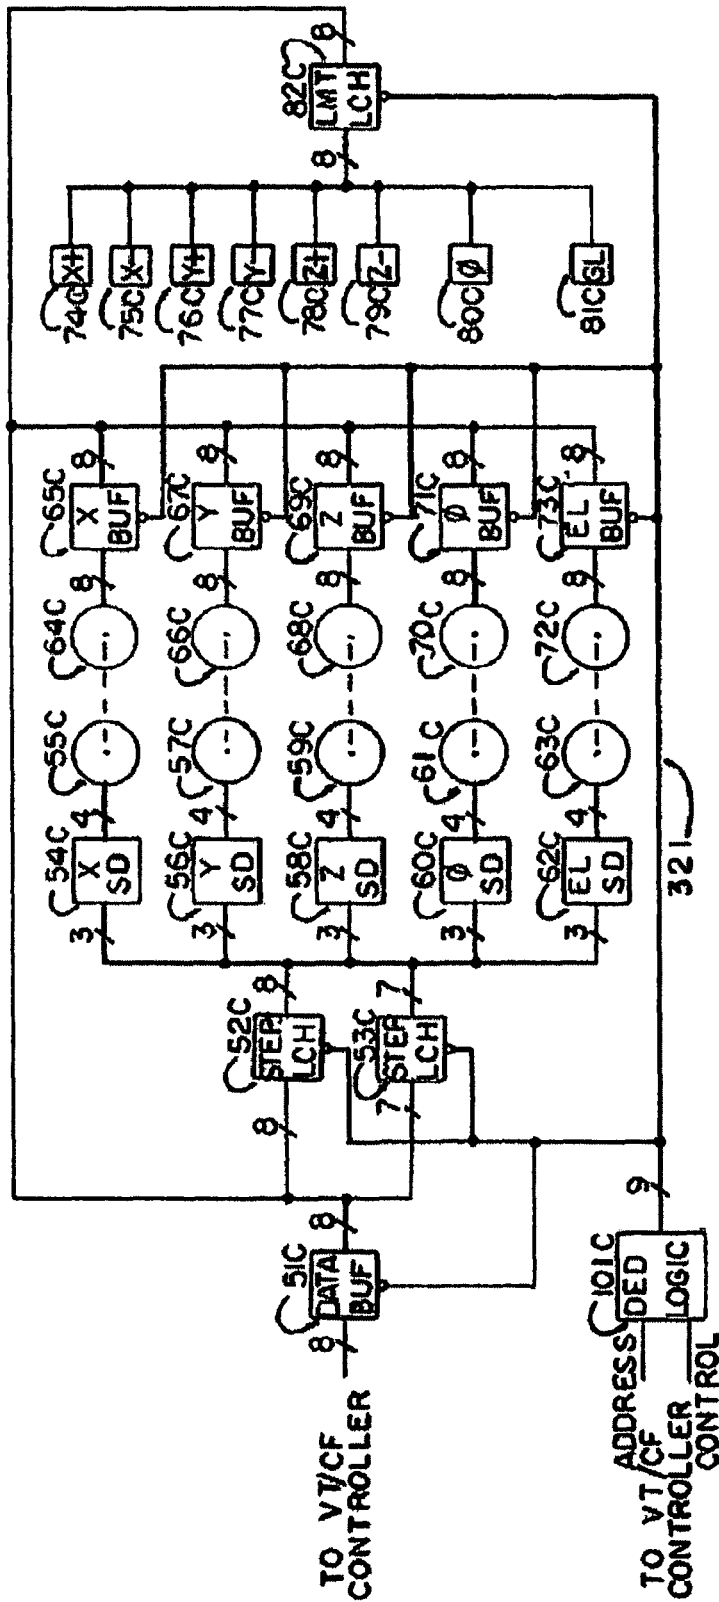 8
82C
LMT
LCH
8
74C X+
75C X-
76C Y+
77C Y-
78C Z+
79C Z-
80C Ø
81C GL
8
8
8
8
8
65C
X
BUF
67C
Y
BUF
69C
Z
BUF
71C
Ø
BUF
73C
EL
BUF
8
8
8
8
8
64C
66C
68C
70C
72C
55C
57C
59C
61C
63C
4
4
4
4
4
54C
X
SD
56C
Y
SD
58C
Z
SD
60C
Ø
SD
62C
EL
SD
321
3
3
3
3
3
8
7
52C
STEP
LCH
53C
STEP
LCH
8
7
8
9
51C
DATA
BUF
101C
DED
LOGIC
8
TO VT/CF
CONTROLLER
ADDRESS
TO VT/CF
CONTROLLER
CONTROL